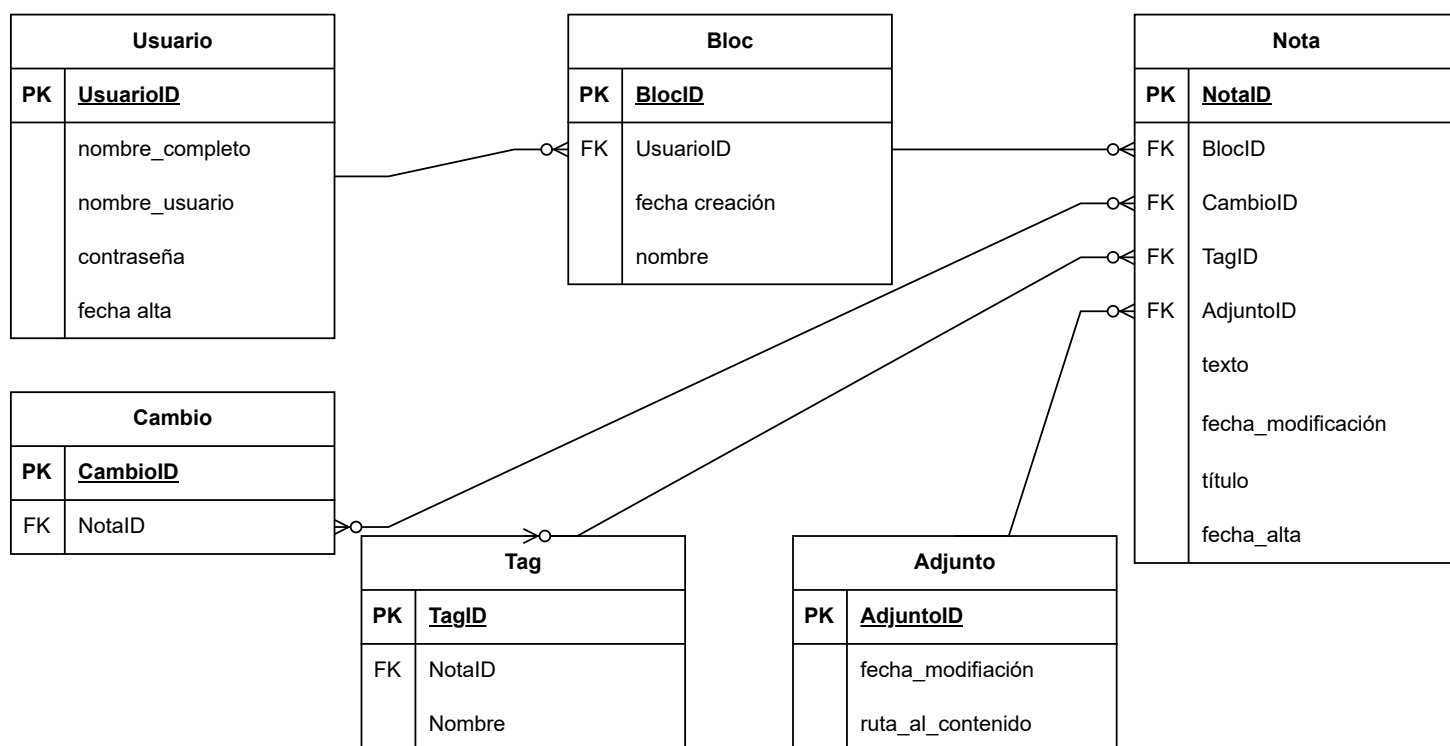 Usuario
PK UsuarioID
nombre_completo
nombre_usuario
contraseña
fecha alta
Bloc
PK BlocID
FK UsuarioID
fecha creación
nombre
Nota
PK NotaID
FK BlocID
FK CambioID
FK TagID
FK AdjuntoID
texto
fecha_modificación
título
fecha_alta
Cambio
PK CambioID
FK NotaID
Tag
PK TagID
FK NotaID
Nombre
Adjunto
PK AdjuntoID
fecha_modifiación
ruta_al_contenido